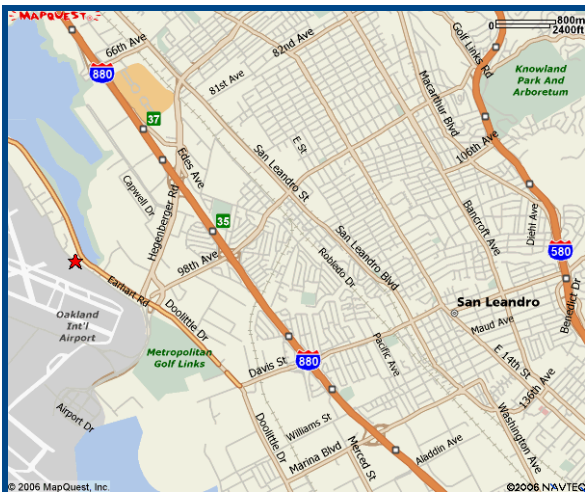 MAPQUEST
800m
0
2400ft
66th Ave
82nd Ave
Golf Links Rd
880
81st Ave
Macarthur Blvd
Knowland
Park And
Arboretum
37
E St
106th Ave
Edes Ave
San Leandro St
Capwell Dr
Hegenberger Rd
35
98th Ave
Robledo Dr
San Leandro Blvd
Bancroft Ave
Diehl Ave
580
Earhart Rd
Doolittle Dr
Oakland
Int'l
Airport
San Leandro
Benedict Dr
Maud Ave
Metropolitan
Golf Links
Davis St
880
Pacific Ave
E 14th St
136th Ave
Airport Dr
Doolittle Dr
Williams St
Marina Blvd
Merced St
Aladdin Ave
Washington Ave
© 2006 MapQuest, Inc.
©2006 NAVTEQ